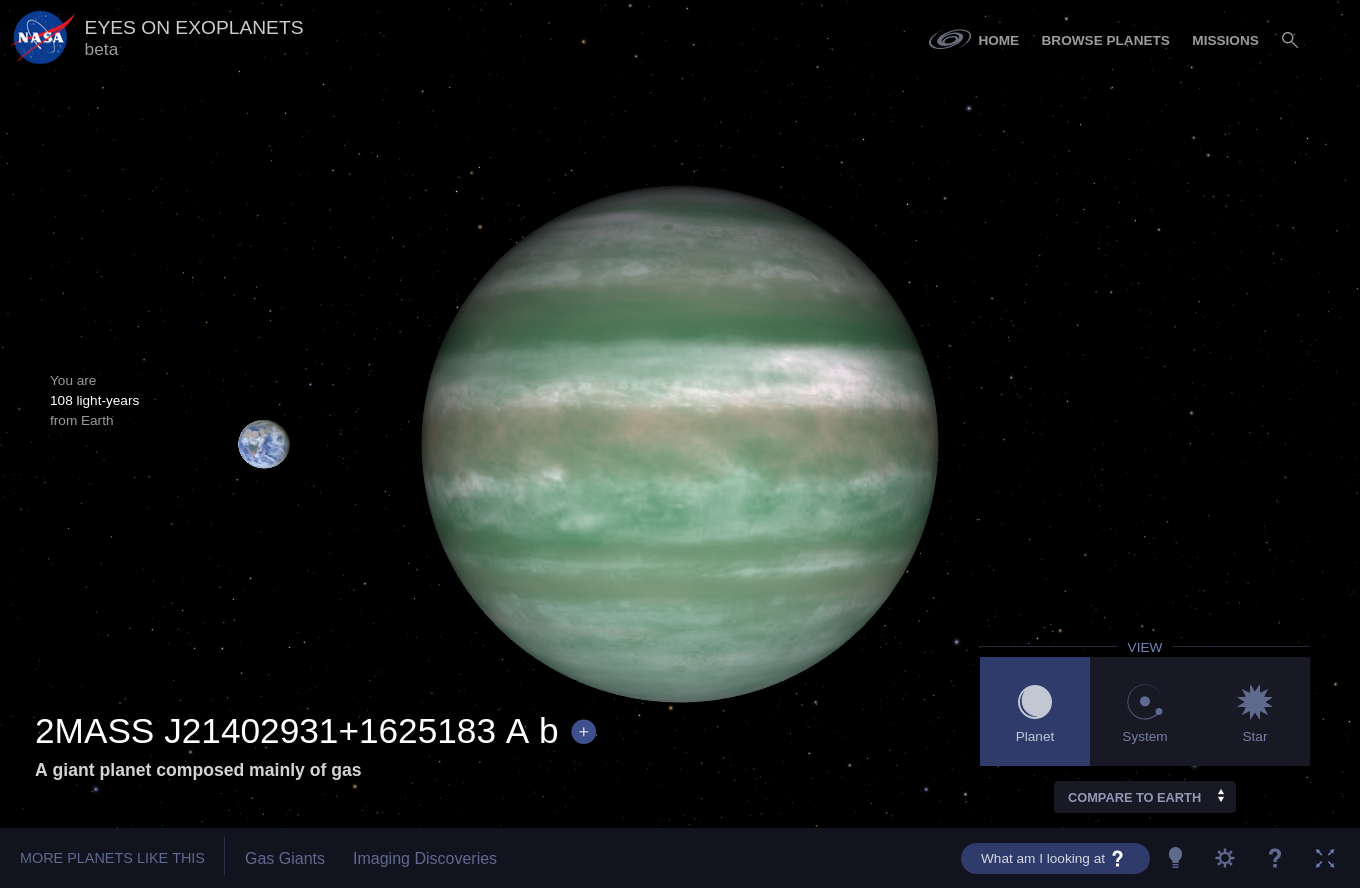 NASA
EYES ON EXOPLANETS
beta
HOME
BROWSE PLANETS
MISSIONS
You are
108 light-years
from Earth
2MASS J21402931+1625183 A b +
A giant planet composed mainly of gas
VIEW
Planet
System
Star
COMPARE TO EARTH
MORE PLANETS LIKE THIS
Gas Giants
Imaging Discoveries
What am I looking at ?
?